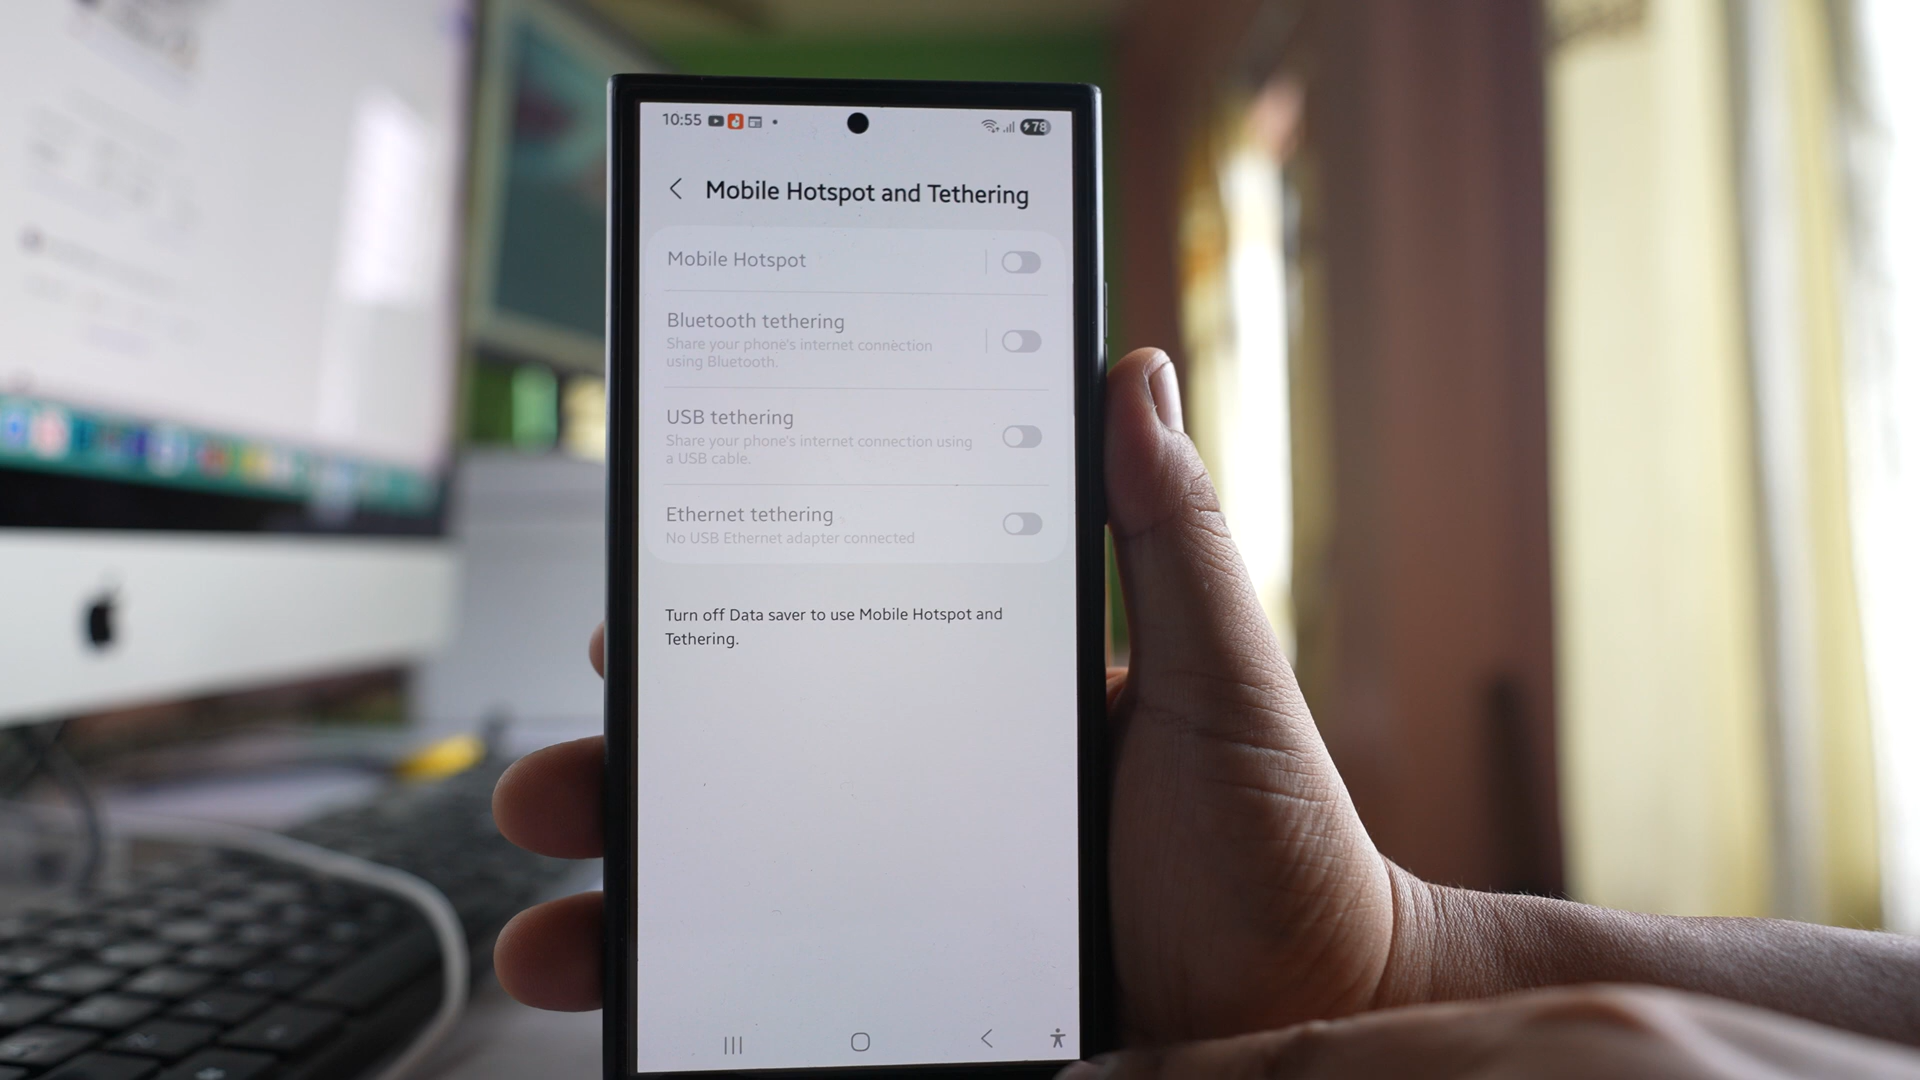 10:55
78
Mobile Hotspot and Tethering
Mobile Hotspot
Bluetooth tethering
Share your phone's internet connection
using Bluetooth.
USB tethering
Share your phone's internet connection using
a USB cable.
Ethernet tethering
No USB Ethernet adapter connected
Turn off Data saver to use Mobile Hotspot and
Tethering.